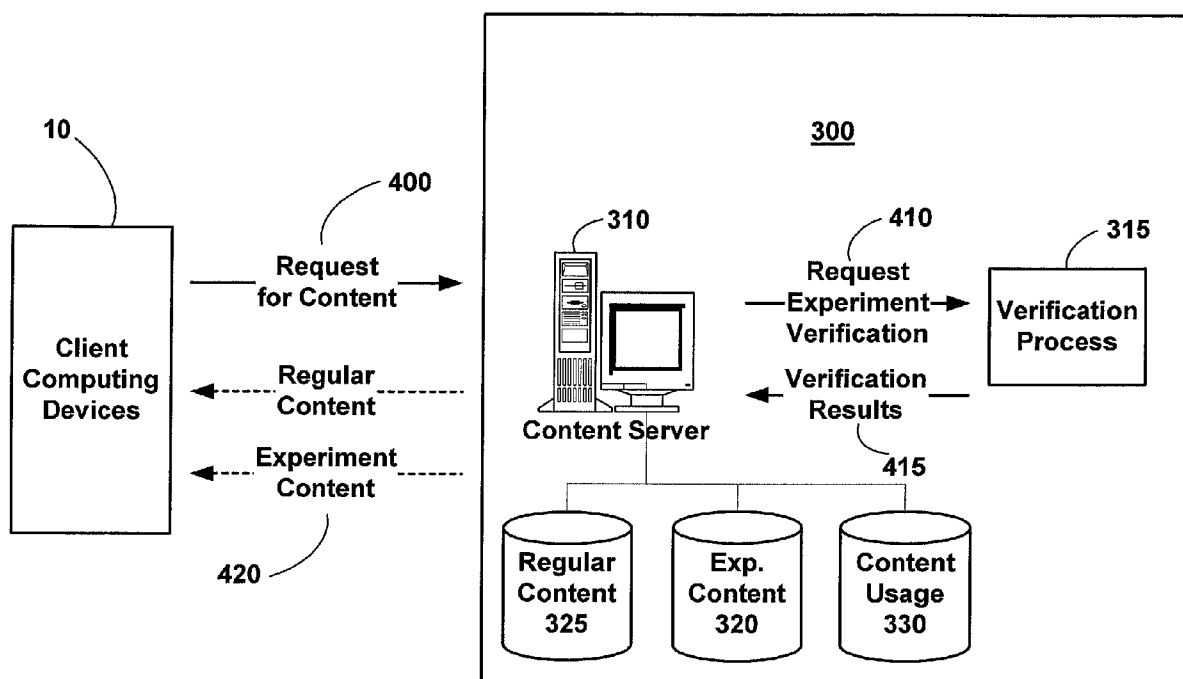 10
400
300
310
410
315
Request
for Content
Request
Experiment
Verification
Verification
Process
Client
Computing
Devices
Regular
Content
Verification
Results
Content Server
Experiment
Content
415
420
Regular
Content
325
Exp.
Content
320
Content
Usage
330